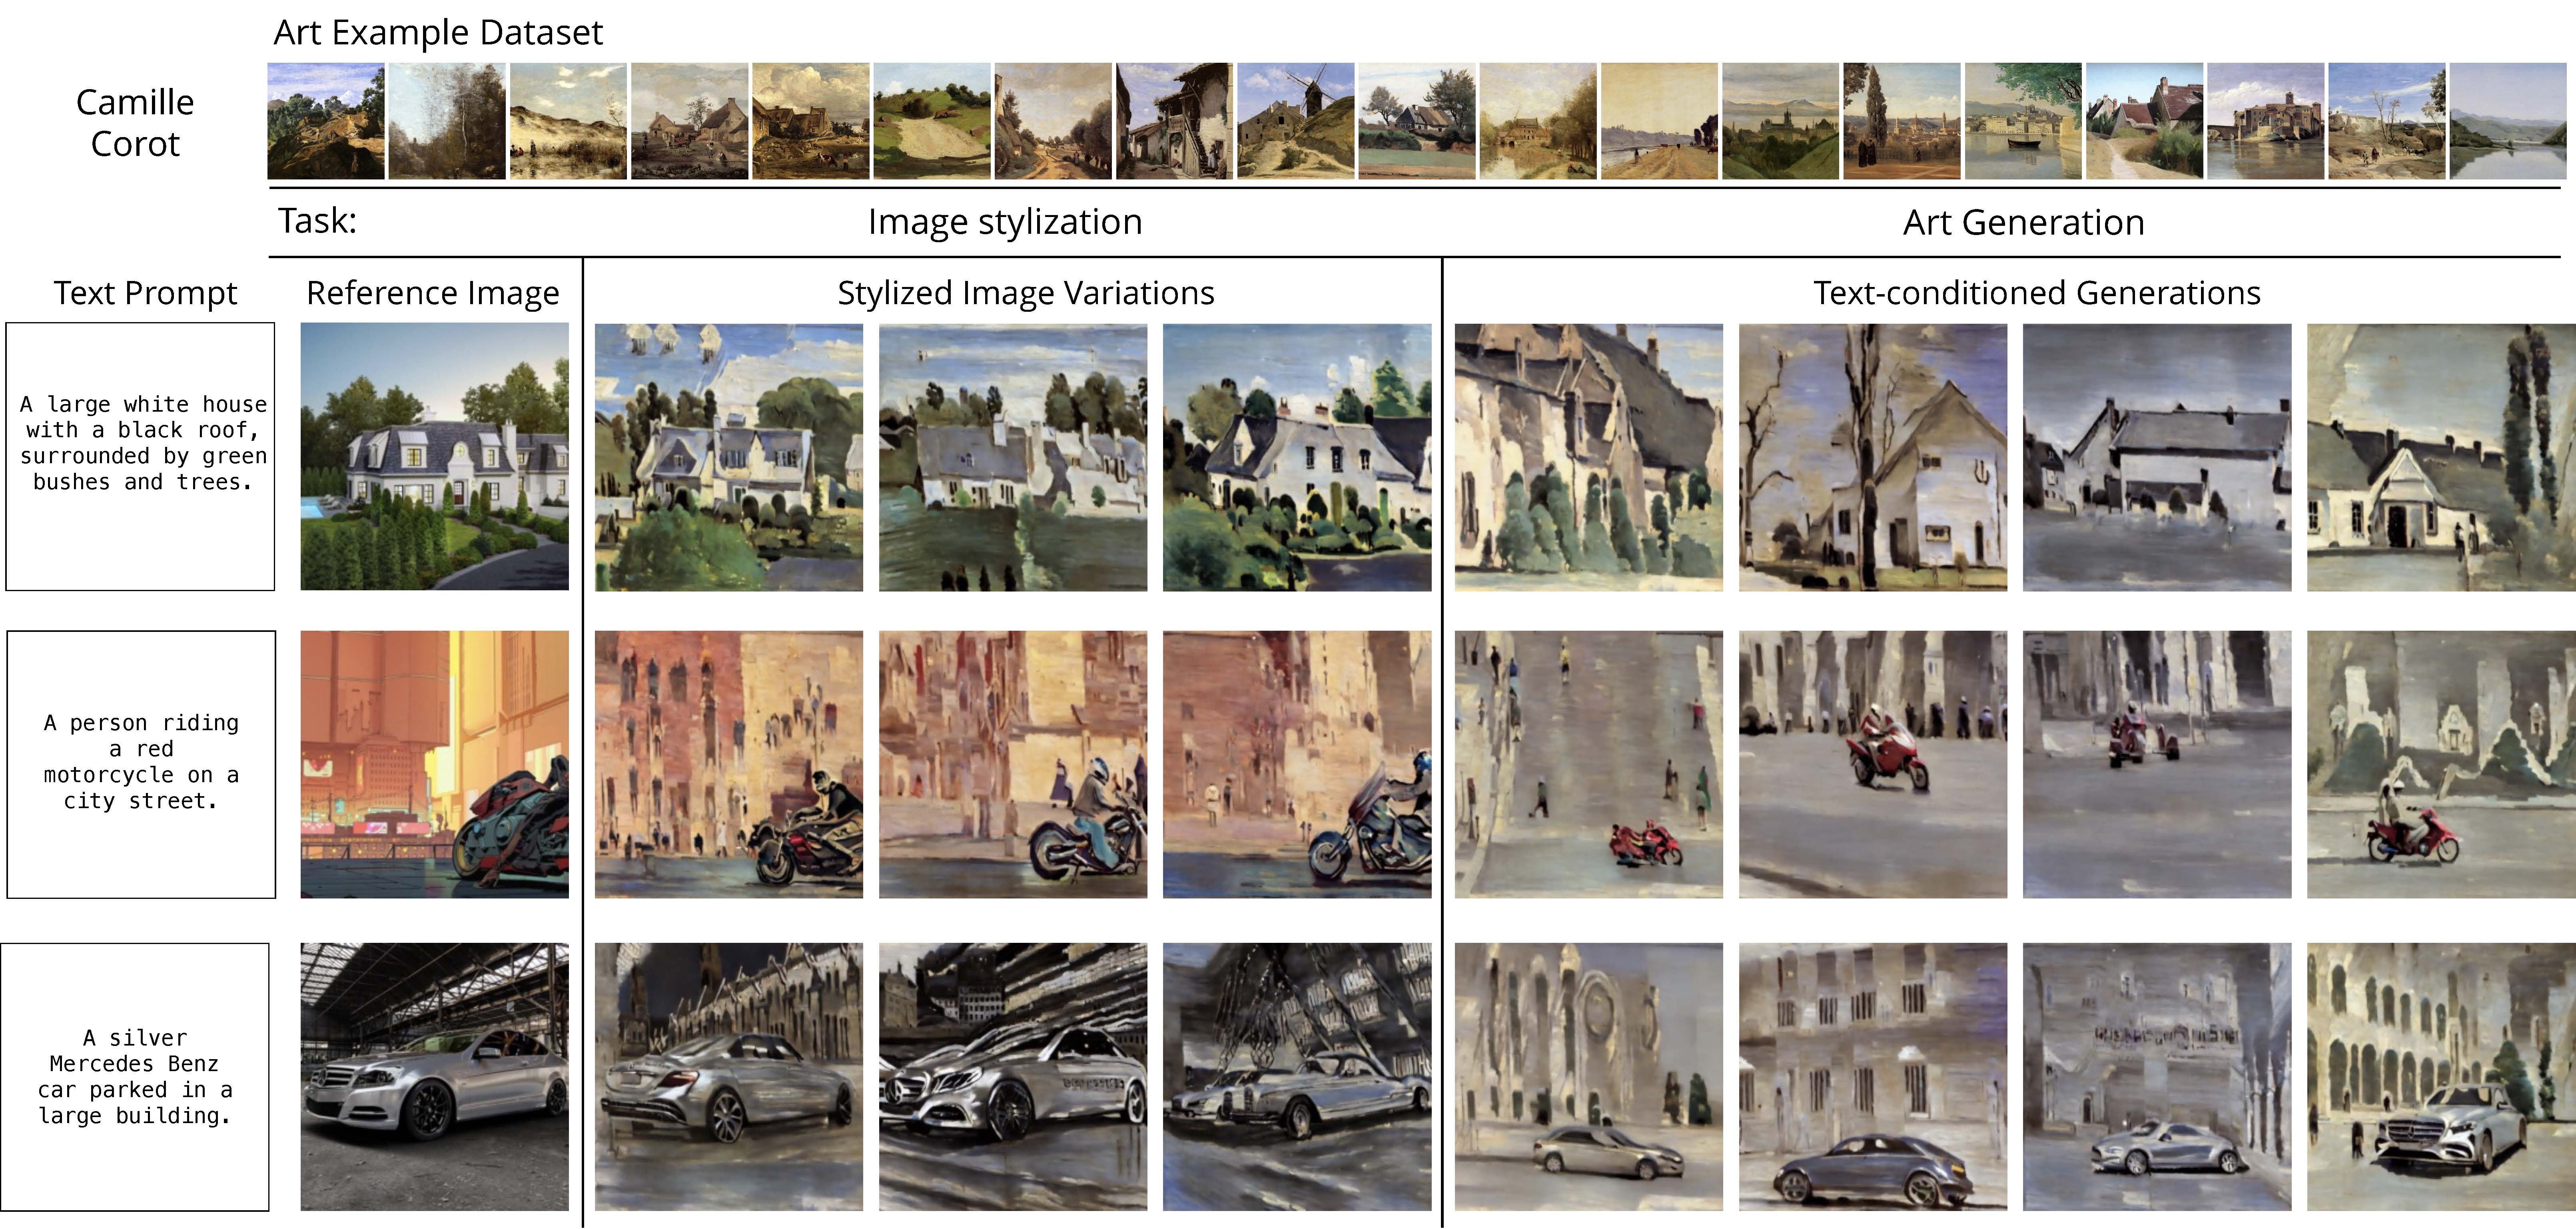 Art Example Dataset
Camille
Corot
Task:
Image stylization
Art Generation
Text Prompt
Reference Image
Stylized Image Variations
Text-conditioned Generations
A large white house
with a black roof,
surrounded by green
bushes and trees.
A person riding
a red
motorcycle on a
city street.
A silver
Mercedes Benz
car parked in a
large building.